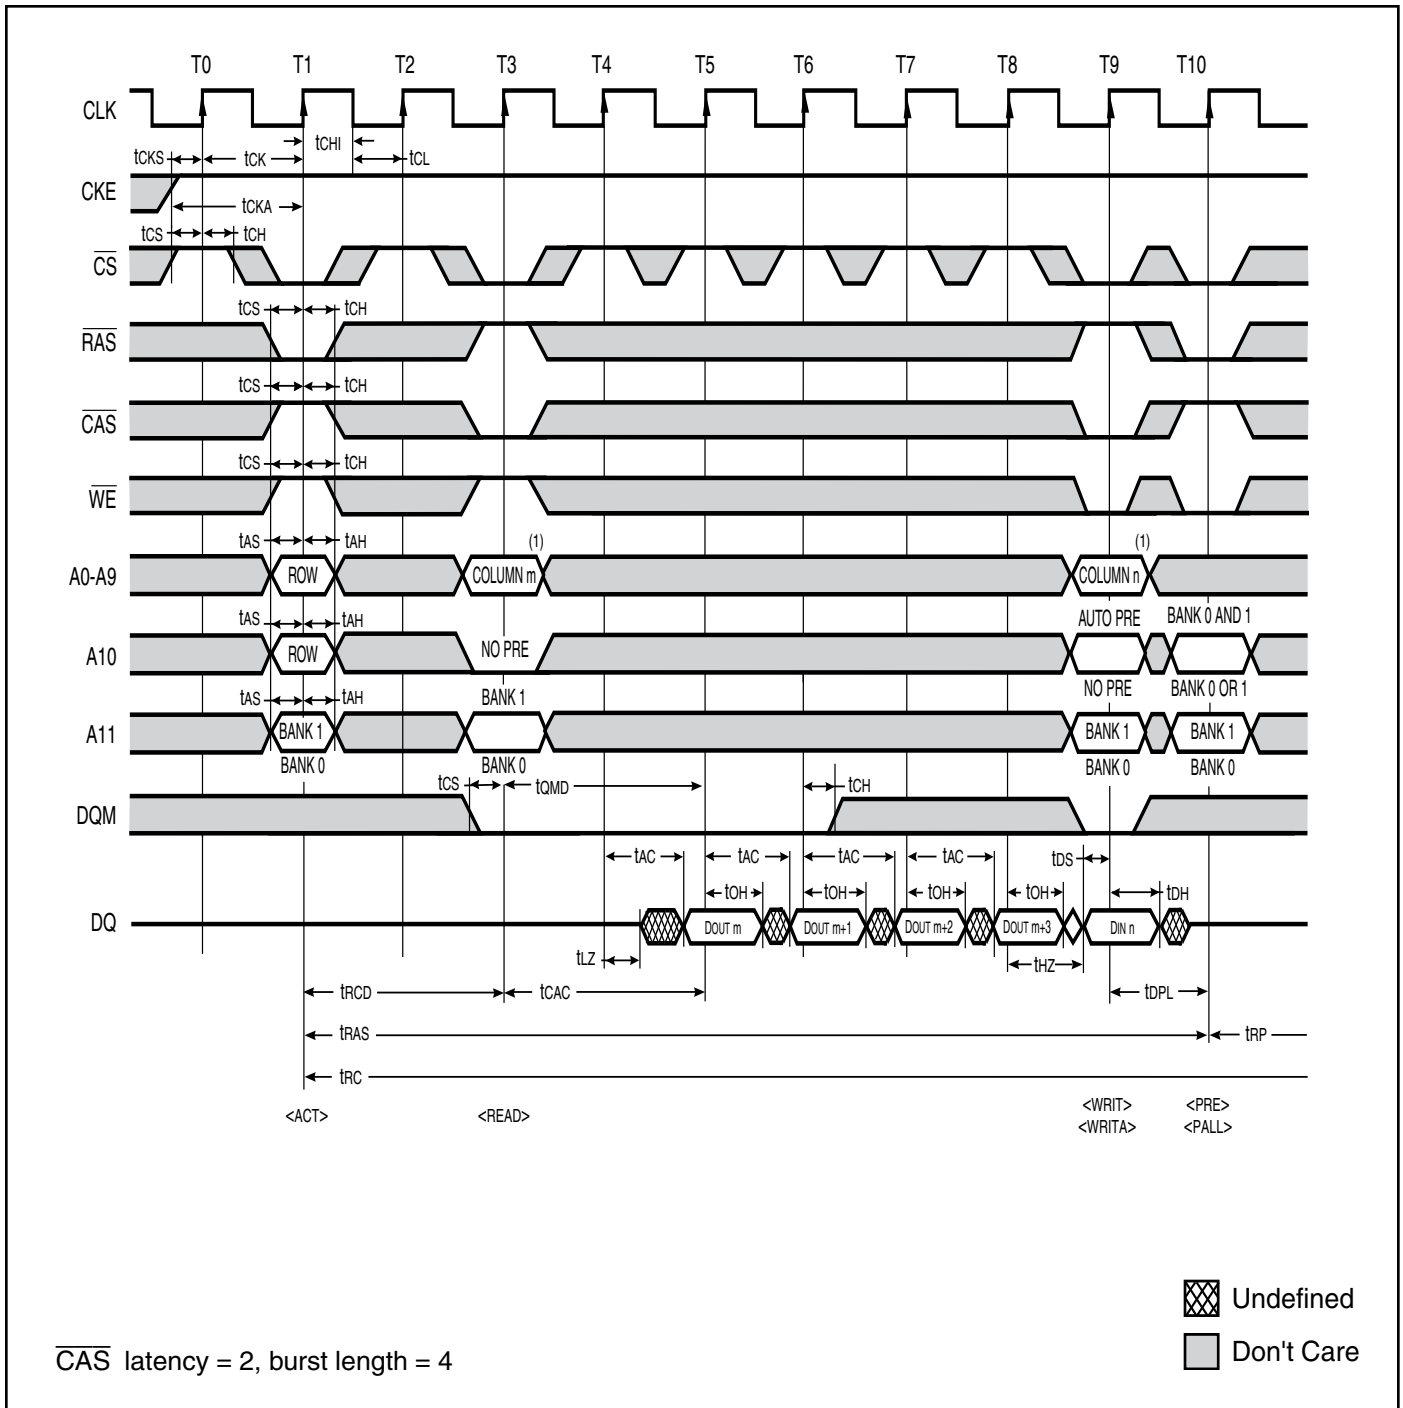 T0 T1 T2 T3 T4 T5 T6 T7 T8 T9 T10
CLK
tCHI
tCKS tCK tCL
CKE
tCKA
tCS tCH
CS
tCS tCH
RAS
tCS tCH
CAS
tCS tCH
WE
tAS tAH (1) (1)
A0-A9 ROW COLUMN m COLUMN n
tAS tAH AUTO PRE BANK 0 AND 1
A10 ROW NO PRE
tAS tAH BANK 1 NO PRE BANK 0 OR 1
A11 BANK 1 BANK 1 BANK 1
BANK 0 BANK 0 BANK 0 BANK 0
tCS tQMD tCH
DQM
tAC tAC tAC tAC tDS
tOH tOH tOH tOH tDH
DQ DOUT m DOUT m+1 DOUT m+2 DOUT m+3 DIN n
tLZ tHZ
tRCD tCAC tDPL
tRAS tRP
tRC
<ACT> <READ> <WRIT> <PRE>
<WRITA> <PALL>
Undefined
Don't Care
CAS latency = 2, burst length = 4